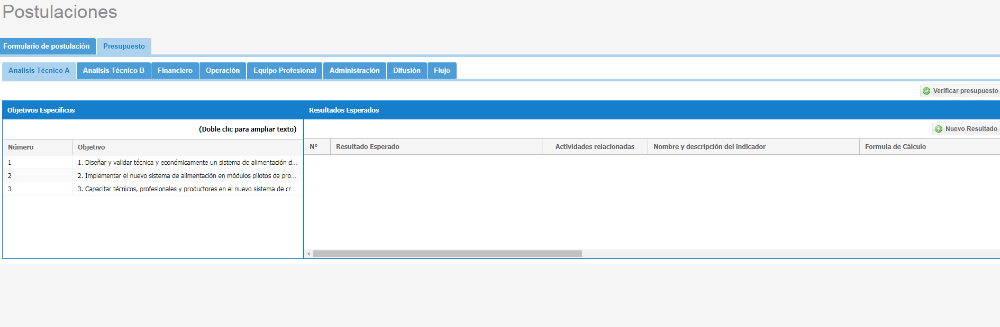 Postulaciones
Formulario de postulación Presupuesto
Analisis Técnico A Analisis Técnico B Financiero Operación Equipo Profesional Administración Difusión Flujo
Verificar presupuesto
Objetivos Específicos Resultados Esperados
(Doble clic para ampliar texto) Nuevo Resultado
Número Objetivo Nº Resultado Esperado Actividades relacionadas Nombre y descripción del indicador Formula de Cálculo
1 1. Diseñar y validar técnica y económicamente un sistema de alimentación d...
2 2. Implementar el nuevo sistema de alimentación en módulos pilotos de pro...
3 3. Capacitar técnicos, profesionales y productores en el nuevo sistema de cr...